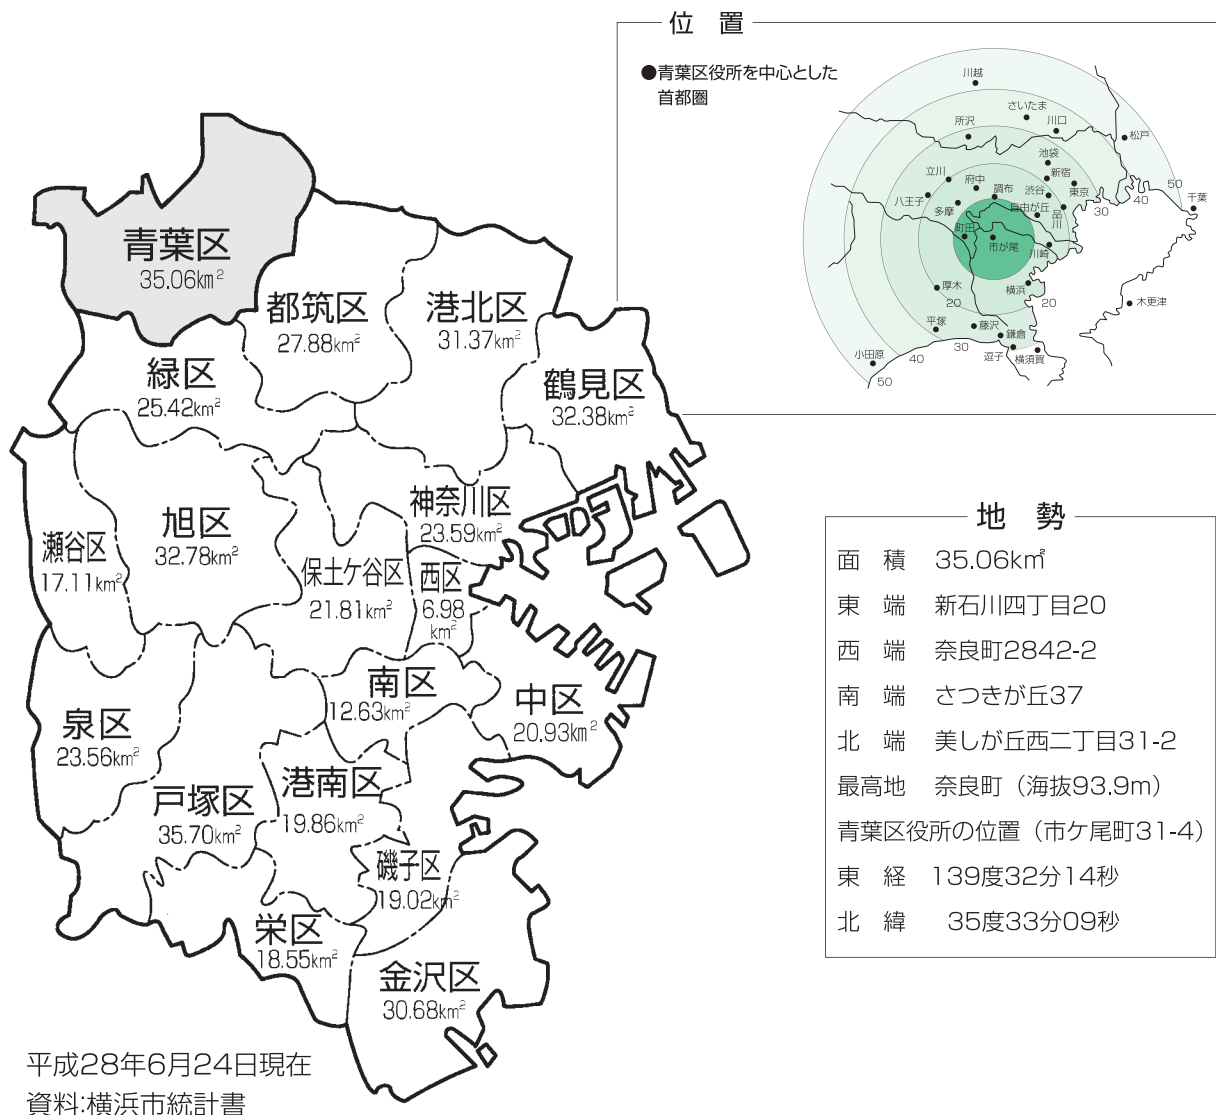 位 置
●青葉区役所を中心とした
首都圏
川越
さいたま
川口
所沢
松戸
池袋
新宿
立川
府中
調布
渋谷
東京
50
千葉
八王子
多摩
自由が丘
品川
30
40
町田
市が尾
川崎
厚木
横浜
20
20
木更津
平塚
藤沢
鎌倉
小田原
40
30
逗子
横須賀
50
青葉区
35.06km²
都筑区
27.88km²
港北区
31.37km²
緑区
25.42km²
鶴見区
32.38km²
神奈川区
23.59km²
旭区
32.78km²
瀬谷区
17.11km²
保土ケ谷区
21.81km²
西区
6.98
km²
南区
12.63km²
中区
20.93km²
泉区
23.56km²
港南区
19.86km²
戸塚区
35.70km²
磯子区
19.02km²
栄区
18.55km²
金沢区
30.68km²
地 勢
面 積 35.06k㎡
東 端 新石川四丁目20
西 端 奈良町2842-2
南 端 さつきが丘37
北 端 美しが丘西二丁目31-2
最高地 奈良町（海抜93.9m）
青葉区役所の位置（市ケ尾町31-4）
東 経 139度32分14秒
北 緯 35度33分09秒
平成28年6月24日現在
資料:横浜市統計書